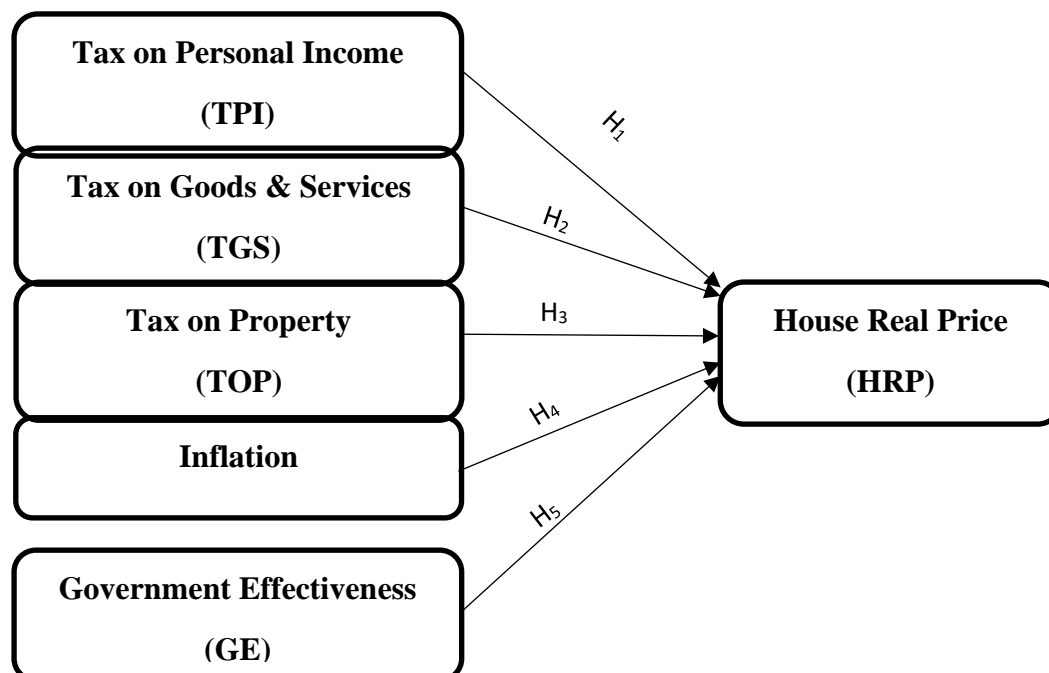 Tax on Personal Income
(TPI)
H₁
Tax on Goods & Services
(TGS)
H₂
Tax on Property
(TOP)
H₃
House Real Price
(HRP)
Inflation
H₄
Government Effectiveness
(GE)
H₅